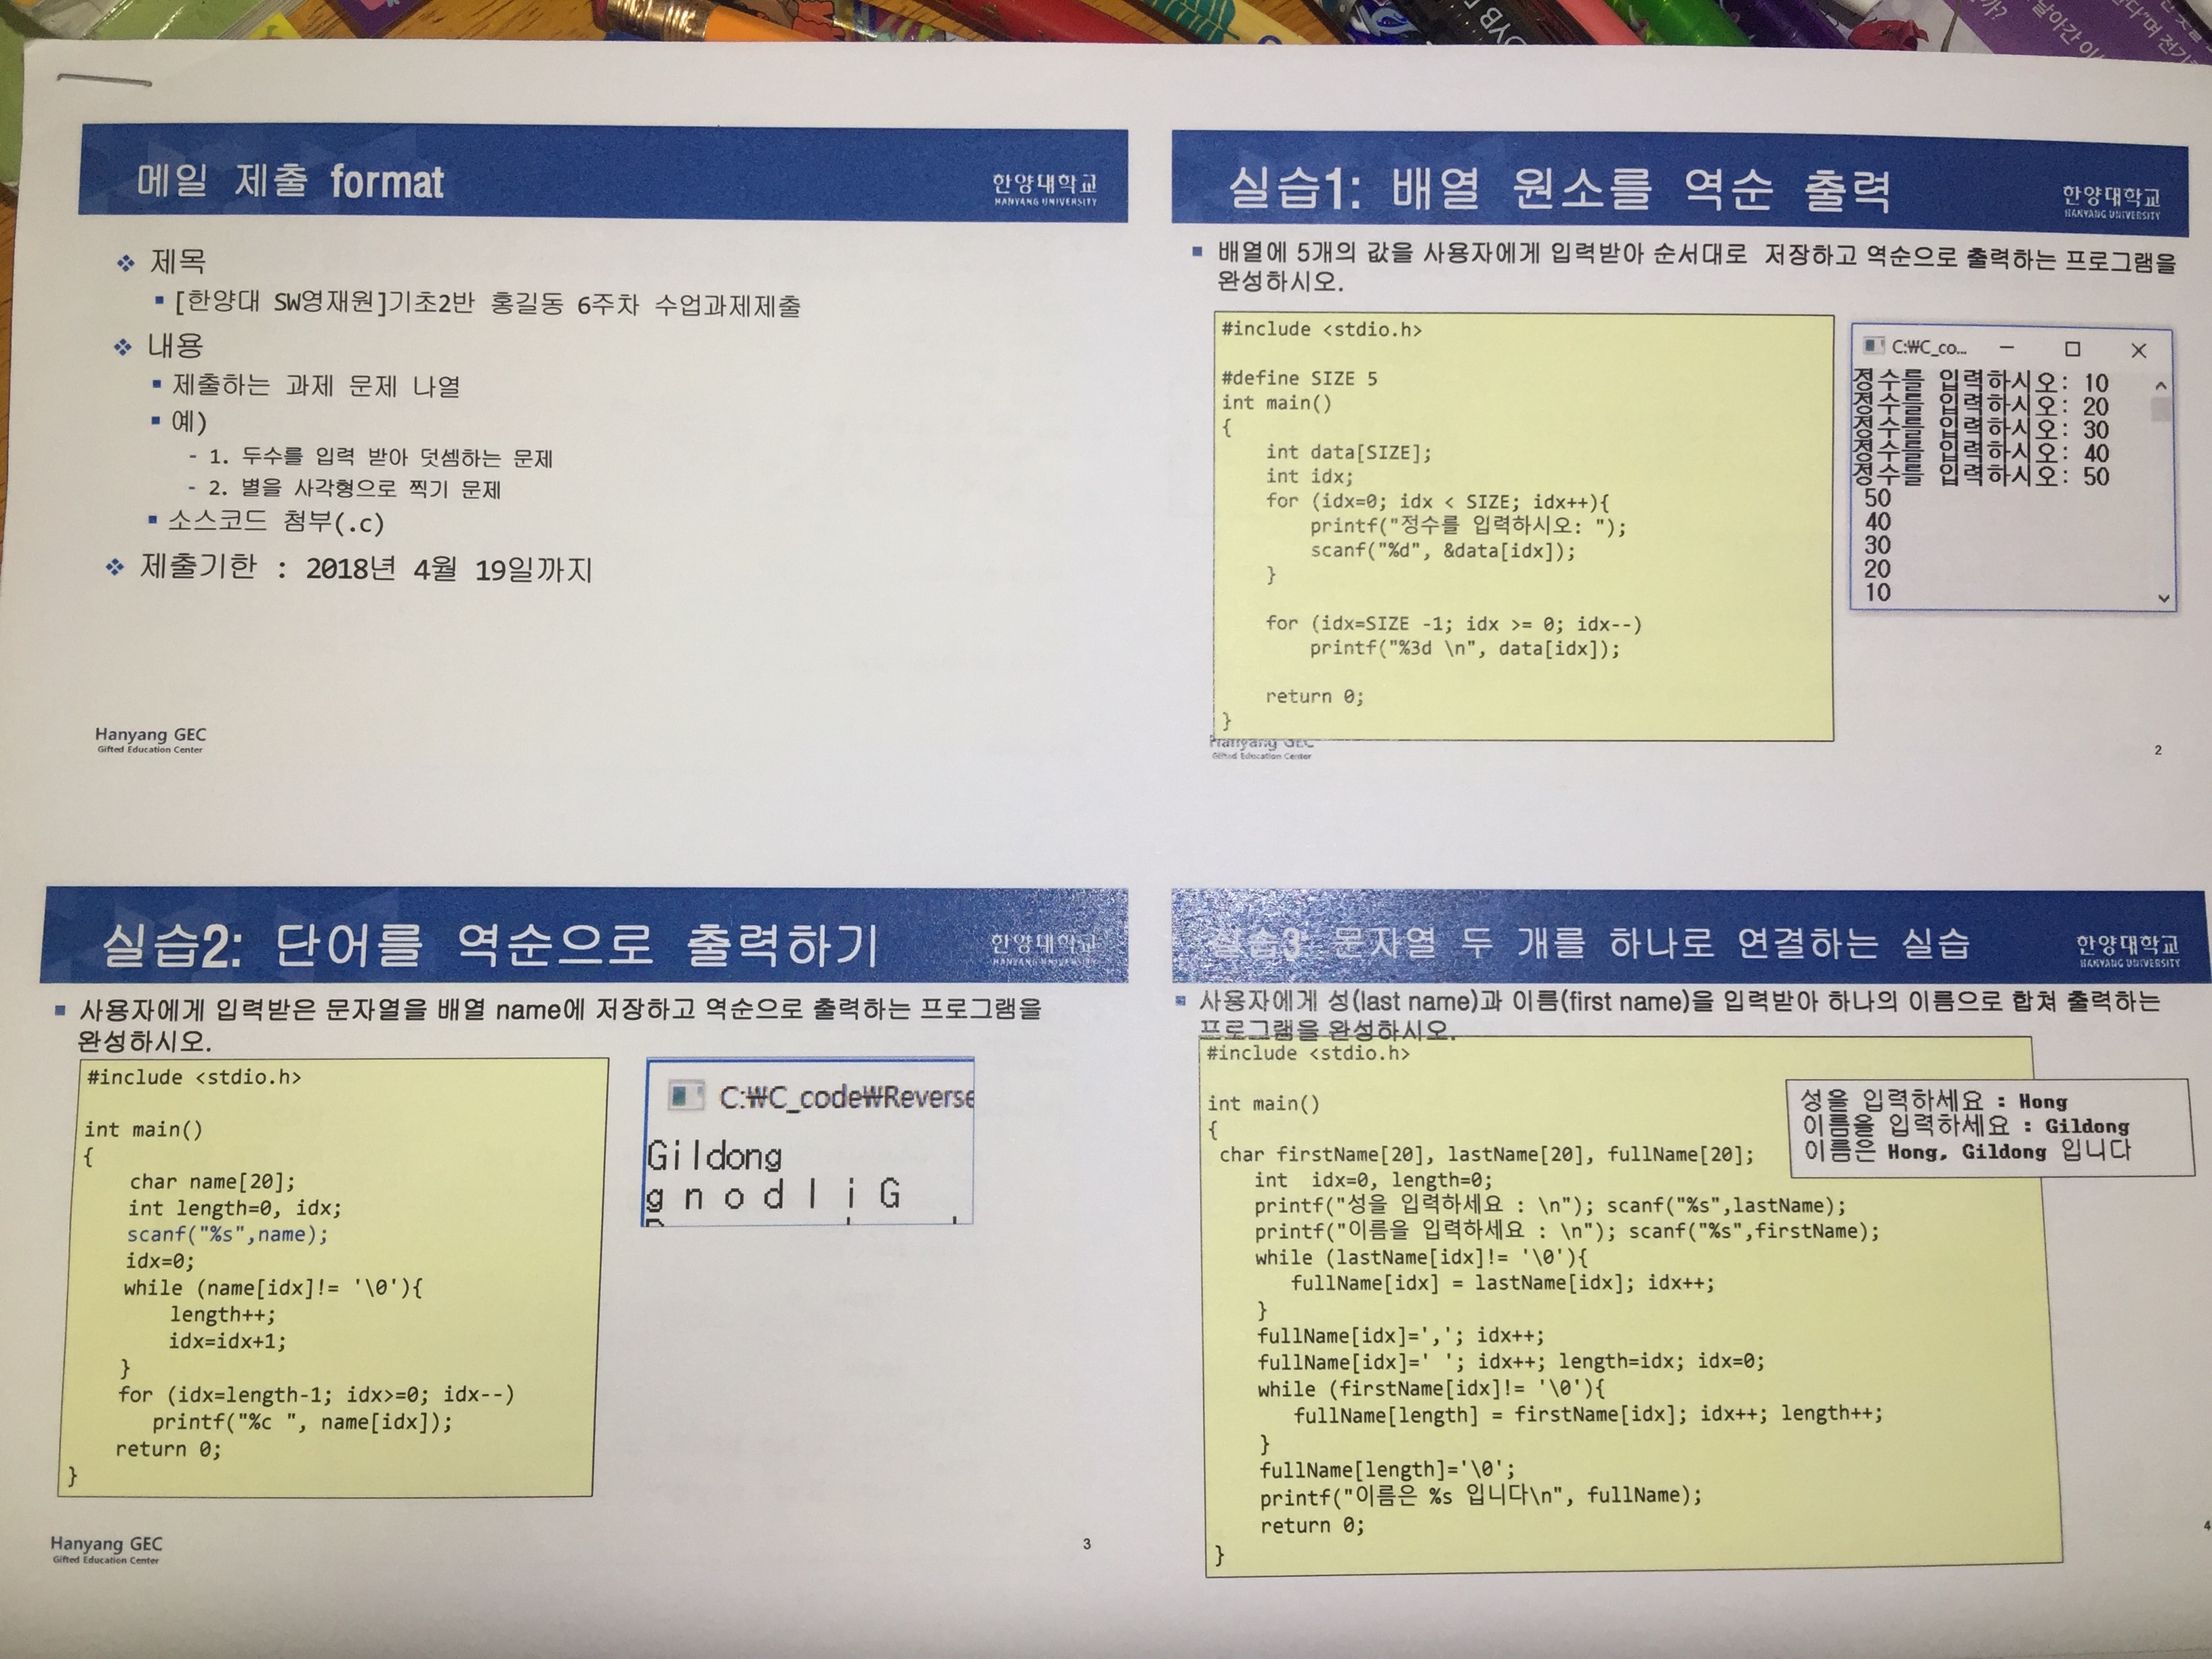 메일 제출 format
한양대학교
HANYANG UNIVERSITY
제목
[한양대 SW영재원]기초2반 홍길동 6주차 수업과제제출
내용
제출하는 과제 문제 나열
예)
- 1. 두수를 입력 받아 덧셈하는 문제
- 2. 별을 사각형으로 찍기 문제
소스코드 첨부(.c)
제출기한 : 2018년 4월 19일까지
Hanyang GEC
Gifted Education Center
실습1: 배열 원소를 역순 출력
한양대학교
HANYANG UNIVERSITY
배열에 5개의 값을 사용자에게 입력받아 순서대로 저장하고 역순으로 출력하는 프로그램을
완성하시오.
#include <stdio.h>
#define SIZE 5
int main()
{
int data[SIZE];
int idx;
for (idx=0; idx < SIZE; idx++){
printf("정수를 입력하시오: ");
scanf("%d", &data[idx]);
}
for (idx=SIZE -1; idx >= 0; idx--)
printf("%3d \n", data[idx]);
return 0;
}
C:₩C_co...
정수를 입력하시오: 10
정수를 입력하시오: 20
정수를 입력하시오: 30
정수를 입력하시오: 40
정수를 입력하시오: 50
50
40
30
20
10
Hanyang GEC
Gifted Education Center
2
실습2: 단어를 역순으로 출력하기
한양대학교
HANYANG UNIVERSITY
사용자에게 입력받은 문자열을 배열 name에 저장하고 역순으로 출력하는 프로그램을
완성하시오.
#include <stdio.h>
int main()
{
char name[20];
int length=0, idx;
scanf("%s",name);
idx=0;
while (name[idx]!= '\0'){
length++;
idx=idx+1;
}
for (idx=length-1; idx>=0; idx--)
printf("%c ", name[idx]);
return 0;
}
C:₩C_code₩Reverse
Gildong
g n o d l i G
Hanyang GEC
Gifted Education Center
3
실습3 문자열 두 개를 하나로 연결하는 실습
한양대학교
HANYANG UNIVERSITY
사용자에게 성(last name)과 이름(first name)을 입력받아 하나의 이름으로 합쳐 출력하는
프로그램을 완성하시오.
#include <stdio.h>
int main()
{
char firstName[20], lastName[20], fullName[20];
int idx=0, length=0;
printf("성을 입력하세요 : \n"); scanf("%s",lastName);
printf("이름을 입력하세요 : \n"); scanf("%s",firstName);
while (lastName[idx]!= '\0'){
fullName[idx] = lastName[idx]; idx++;
}
fullName[idx]=','; idx++;
fullName[idx]=' '; idx++; length=idx; idx=0;
while (firstName[idx]!= '\0'){
fullName[length] = firstName[idx]; idx++; length++;
}
fullName[length]='\0';
printf("이름은 %s 입니다\n", fullName);
return 0;
}
성을 입력하세요 : Hong
이름을 입력하세요 : Gildong
이름은 Hong, Gildong 입니다
4